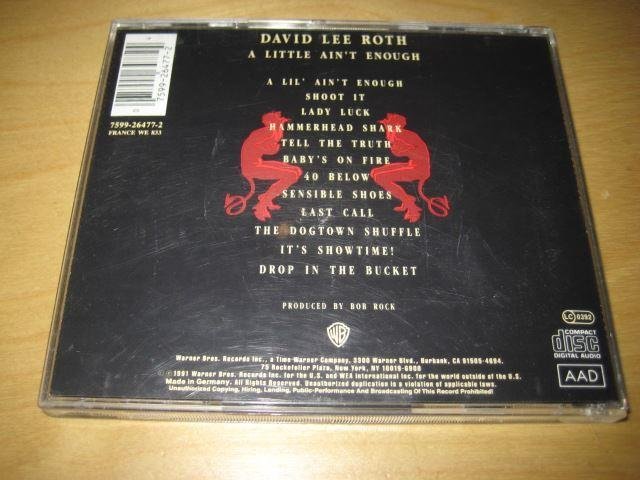 DAVID LEE ROTH
A LITTLE AIN'T ENOUGH
7599-26477-2
7599-26477-2
FRANCE WE 833
A LIL' AIN'T ENOUGH
SHOOT IT
LADY LUCK
HAMMERHEAD SHARK
TELL THE TRUTH
BABY'S ON FIRE
40 BELOW
SENSIBLE SHOES
LAST CALL
THE DOGTOWN SHUFFLE
IT'S SHOWTIME!
DROP IN THE BUCKET
PRODUCED BY BOB ROCK
WB
LC 0392
COMPACT
disc
DIGITAL AUDIO
AAD
Warner Bros. Records Inc., a Time Warner Company, 3300 Warner Blvd., Burbank, CA 91505-4694.
75 Rockefeller Plaza, New York, NY 10019-6908
℗ © 1991 Warner Bros. Records Inc. for the U.S. and WEA International Inc. for the world outside of the U.S.
Made in Germany. All Rights Reserved. Unauthorized duplication is a violation of applicable laws.
Unauthorized Copying, Hiring, Lending, Public-Performance And Broadcasting Of This Record Prohibited!